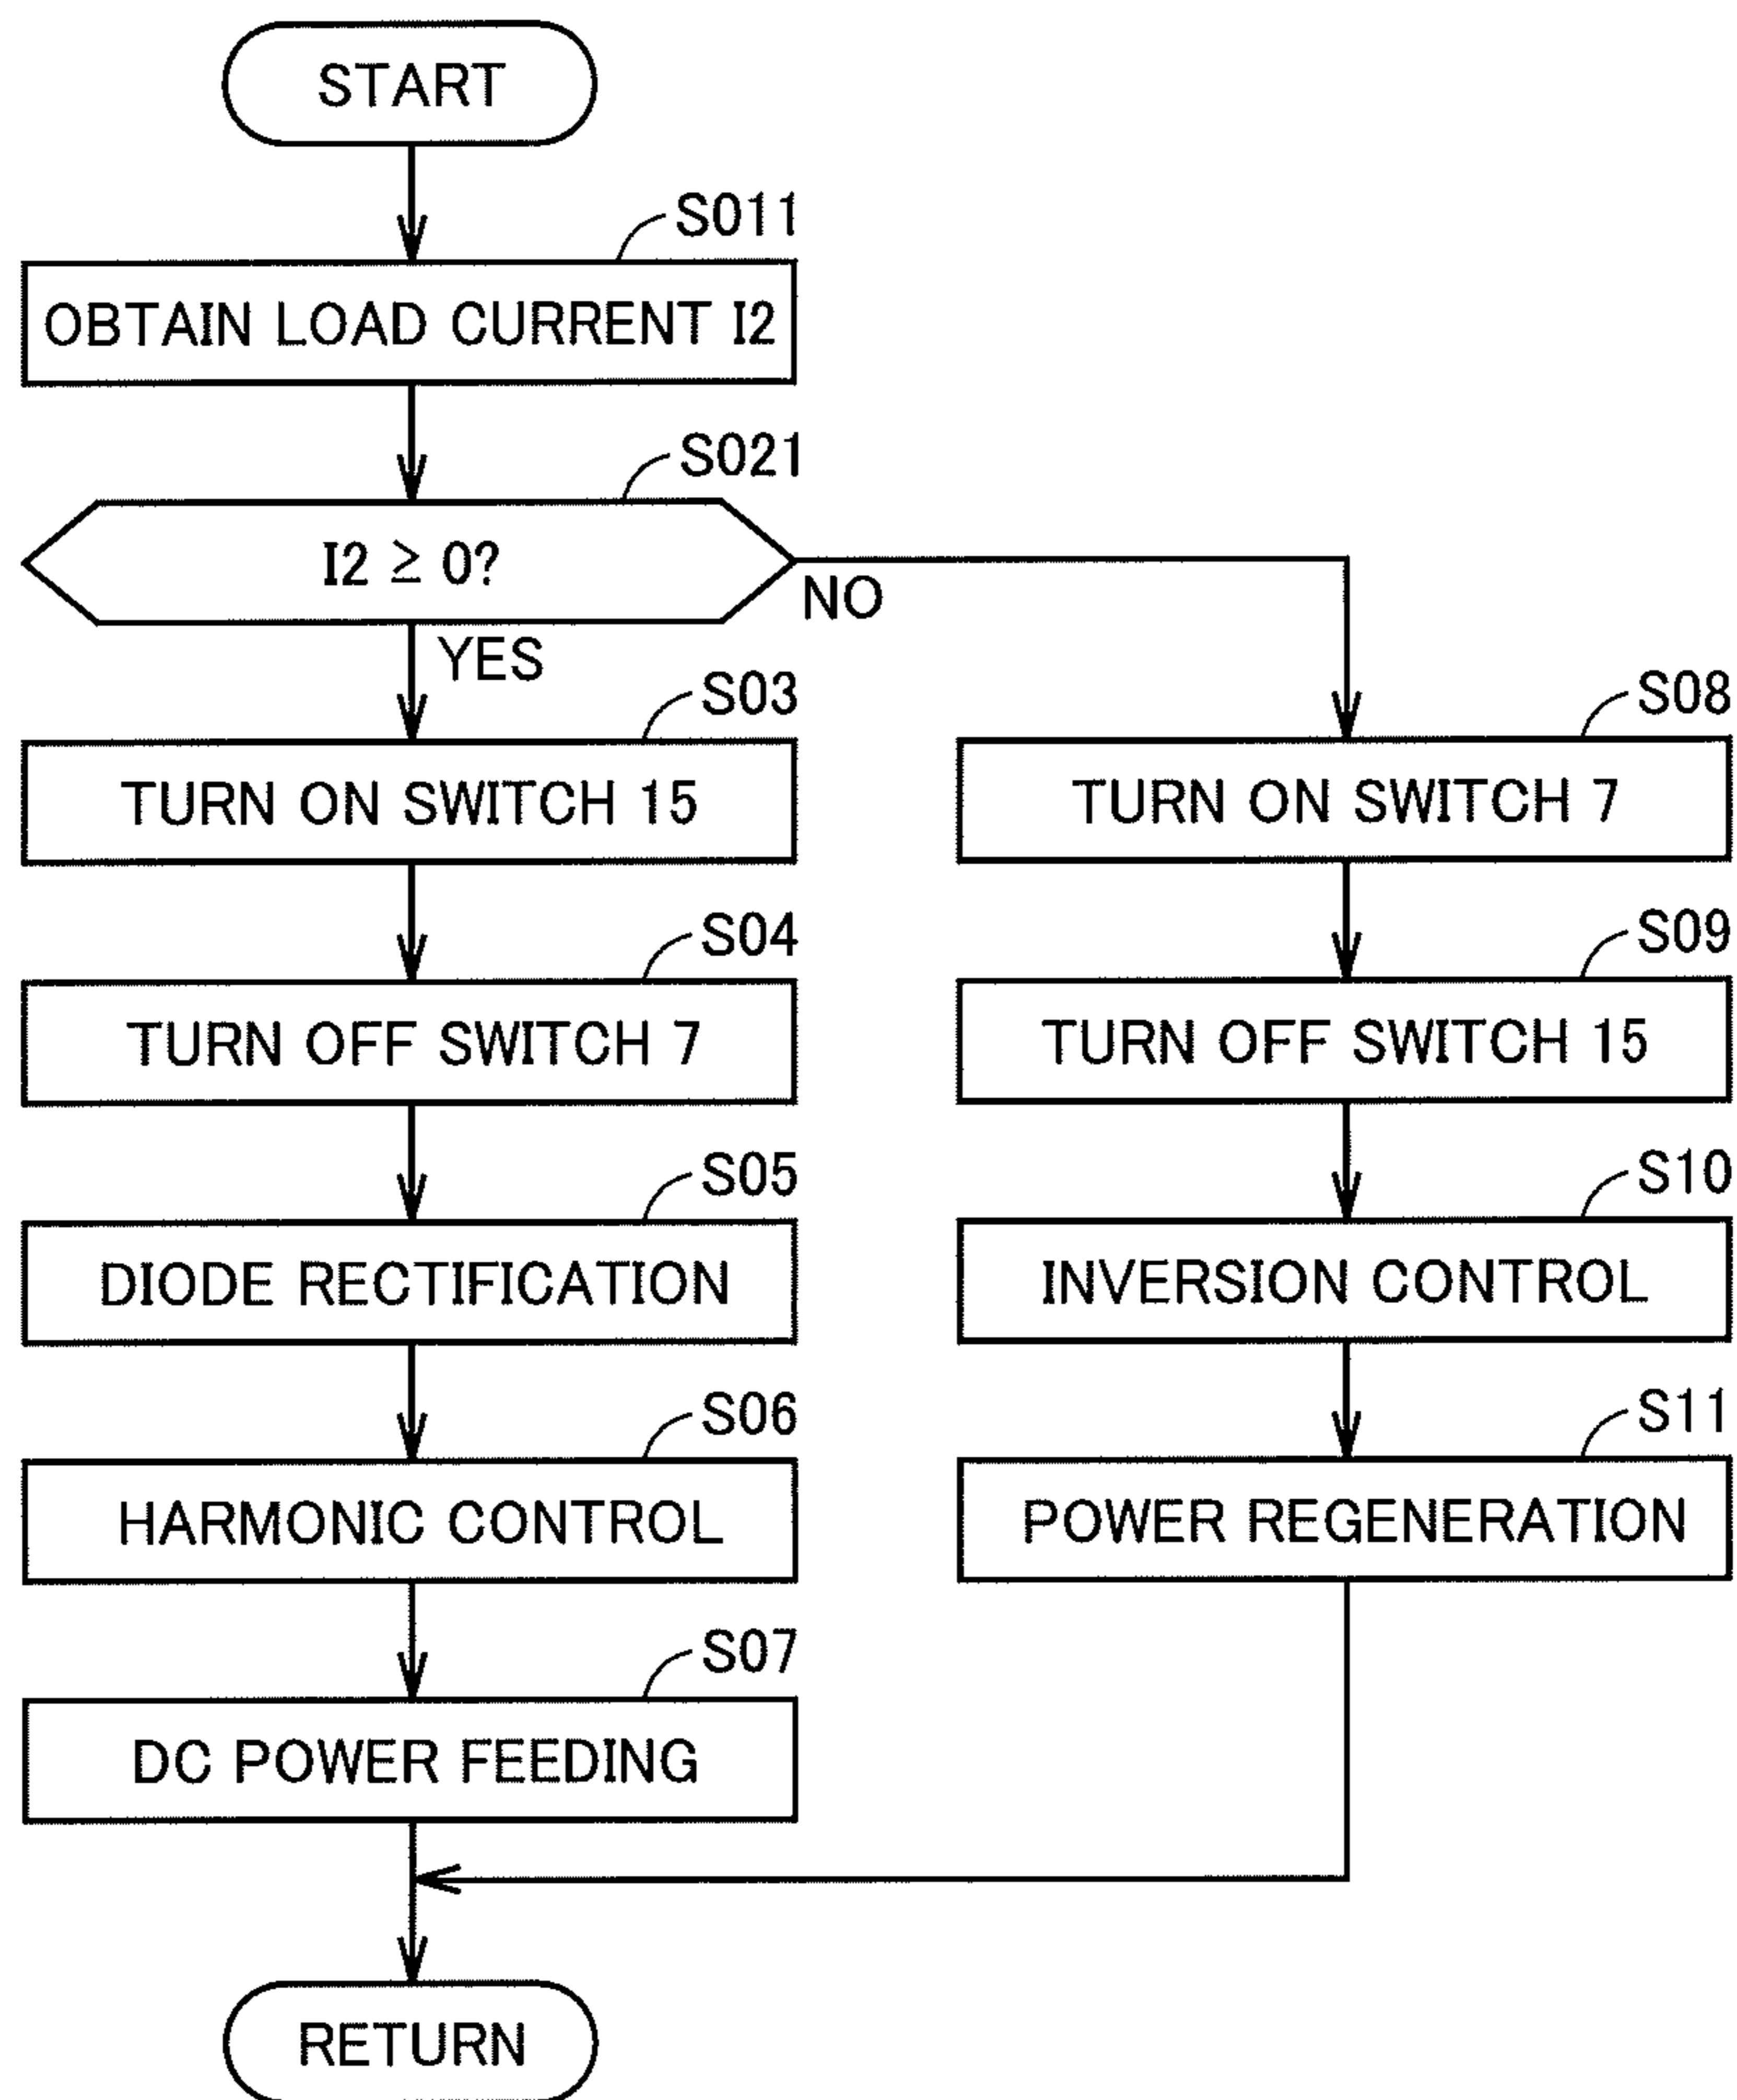 START
S011
OBTAIN LOAD CURRENT I2
S021
I2 ≥ 0?
NO
YES
S03
TURN ON SWITCH 15
S04
TURN OFF SWITCH 7
S05
DIODE RECTIFICATION
S06
HARMONIC CONTROL
S07
DC POWER FEEDING
S08
TURN ON SWITCH 7
S09
TURN OFF SWITCH 15
S10
INVERSION CONTROL
S11
POWER REGENERATION
RETURN